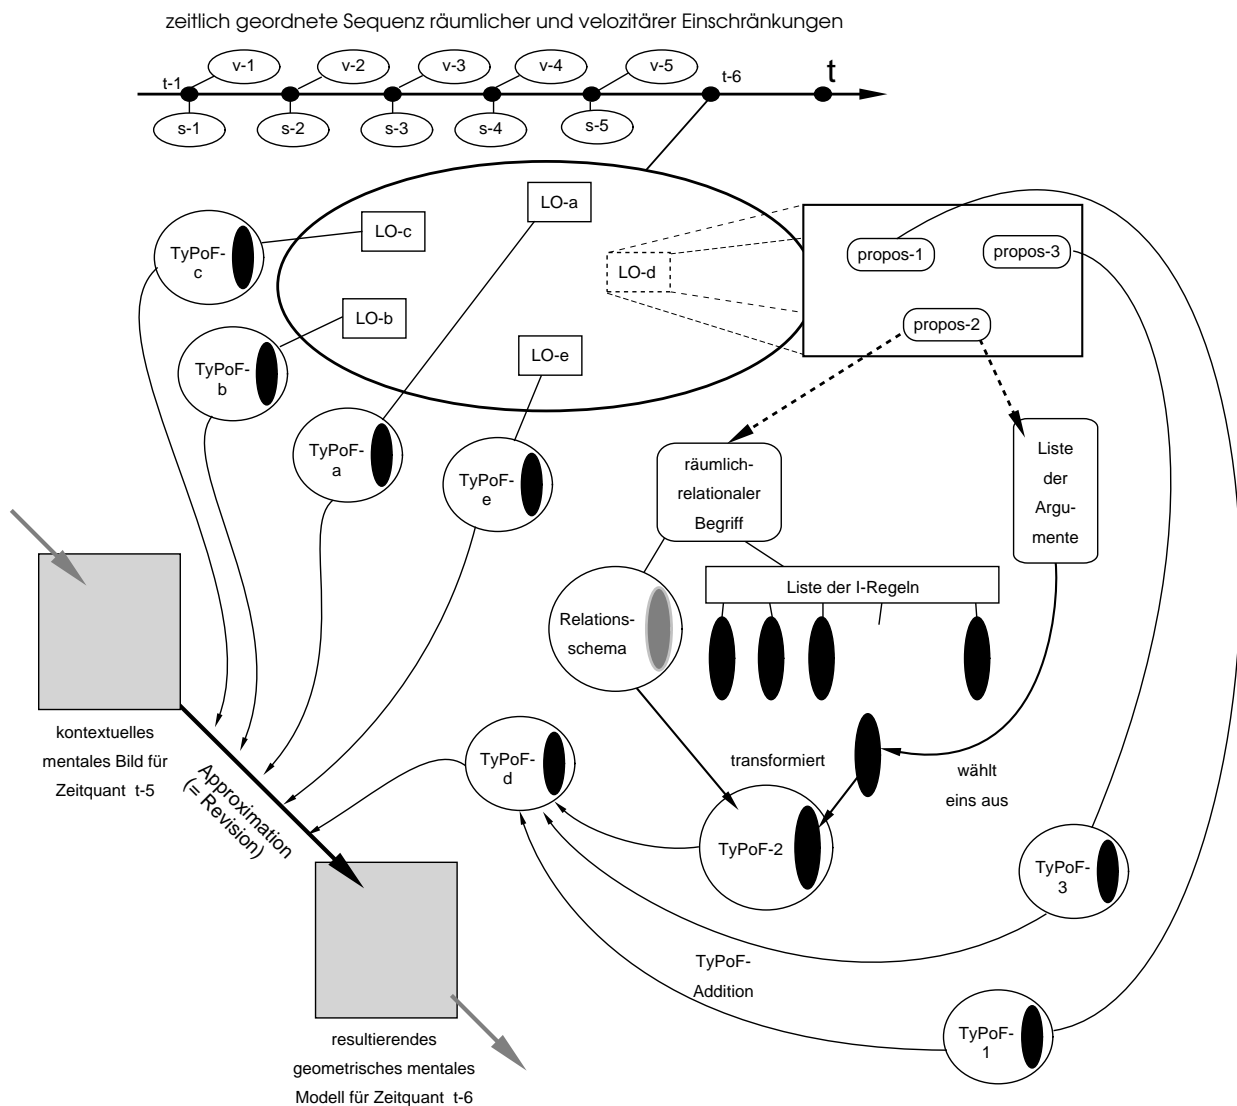 zeitlich geordnete Sequenz räumlicher und velozitärer Einschränkungen
v-1
v-2
v-3
v-4
v-5
t-1
t-6
t
s-1
s-2
s-3
s-4
s-5
LO-a
LO-c
TyPoF-
c
LO-d
propos-1
propos-3
propos-2
LO-b
LO-e
TyPoF-
b
TyPoF-
a
TyPoF-
e
räumlich-
relationaler
Begriff
Liste
der
Argu-
mente
Liste der I-Regeln
Relations-
schema
kontextuelles
mentales Bild für
Zeitquant t-5
Approximation
(= Revision)
TyPoF-
d
transformiert
wählt
eins aus
TyPoF-2
TyPoF-
3
TyPoF-
Addition
TyPoF-
1
resultierendes
geometrisches mentales
Modell für Zeitquant t-6